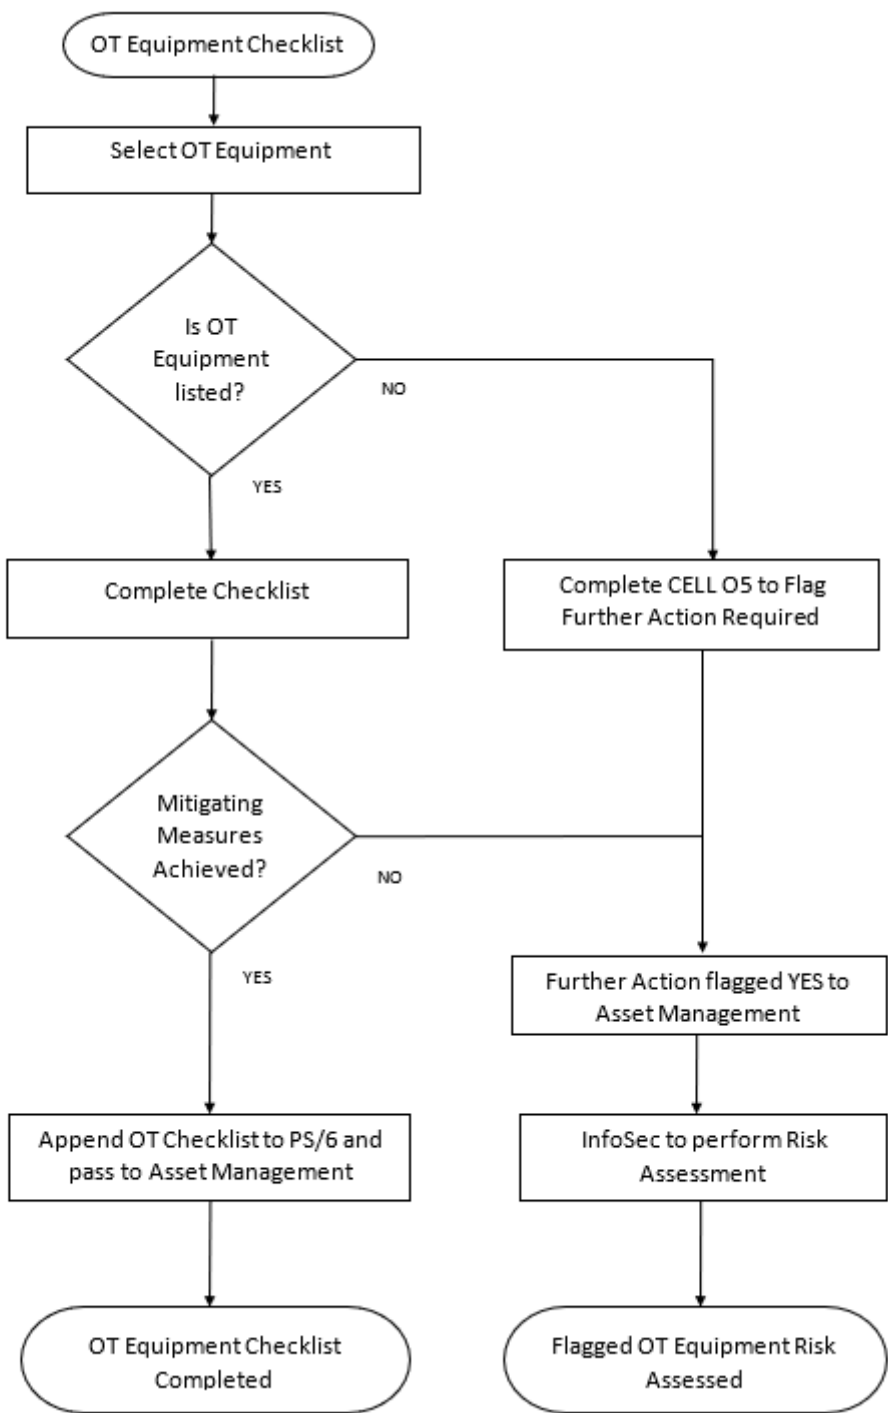 OT Equipment Checklist
Select OT Equipment
Is OT
Equipment
listed?
NO
YES
Complete Checklist
Complete CELL O5 to Flag
Further Action Required
Mitigating
Measures
Achieved?
NO
YES
Further Action flagged YES to
Asset Management
Append OT Checklist to PS/6 and
pass to Asset Management
InfoSec to perform Risk
Assessment
OT Equipment Checklist
Completed
Flagged OT Equipment Risk
Assessed